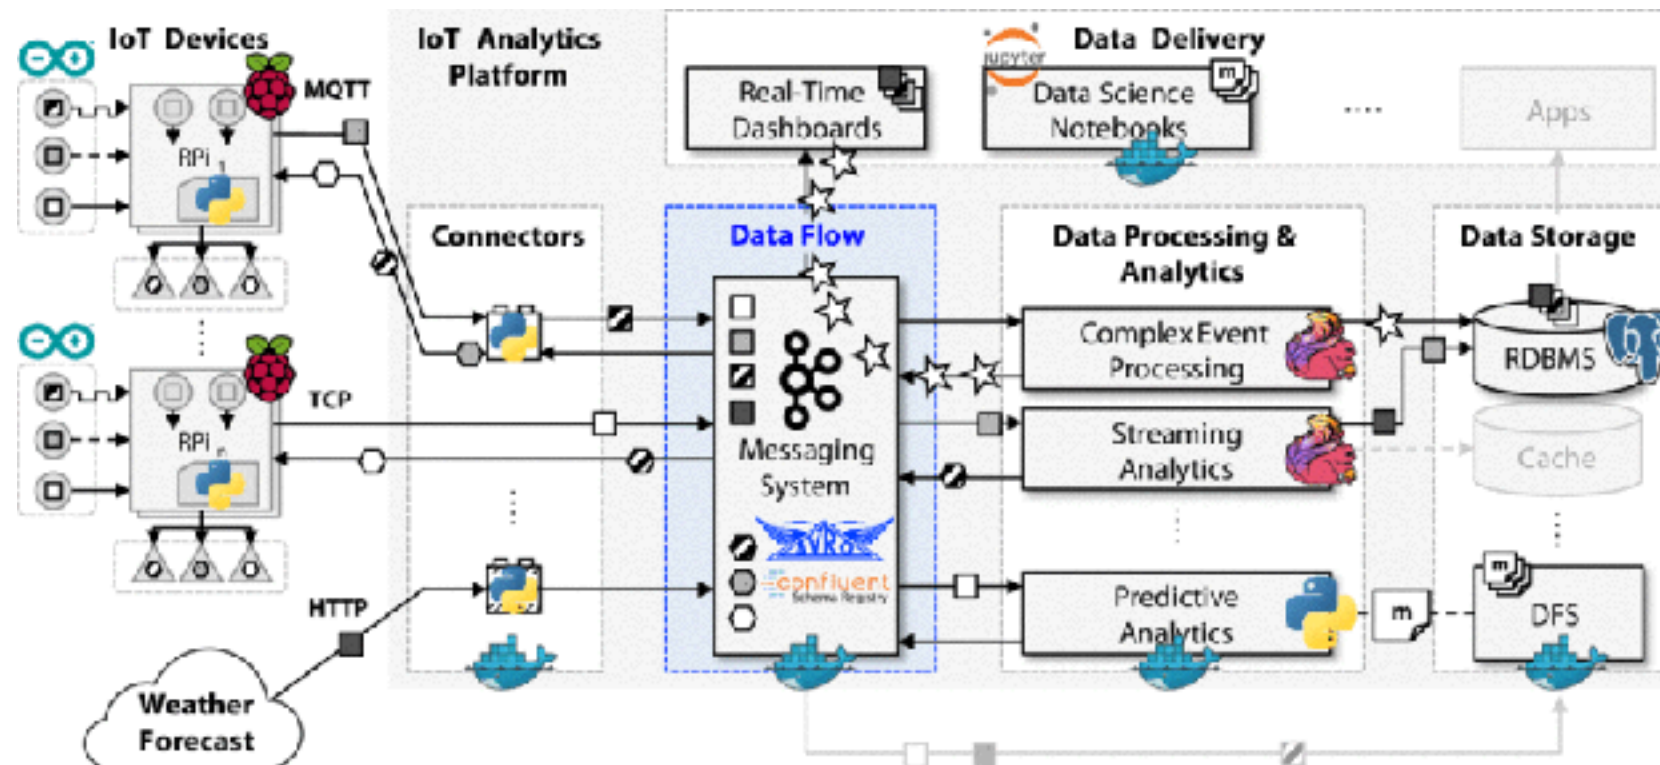 IoT Devices
IoT Analytics
Platform
Data Delivery
jupyter
MQTT
Real-Time
Dashboards
Data Science
Notebooks
m
....
Apps
RPi 1
Connectors
Data Flow
Data Processing &
Analytics
Data Storage
Complex Event
Processing
RDBMS
TCP
RPi n
Messaging
System
Streaming
Analytics
Cache
AVRO
confluent
Schema Registry
HTTP
Predictive
Analytics
m
m
DFS
Weather
Forecast